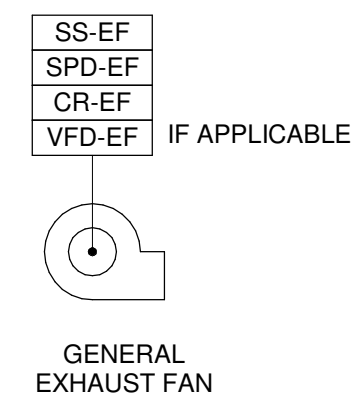 SS-EF
SPD-EF
CR-EF
VFD-EF IF APPLICABLE
GENERAL
EXHAUST FAN